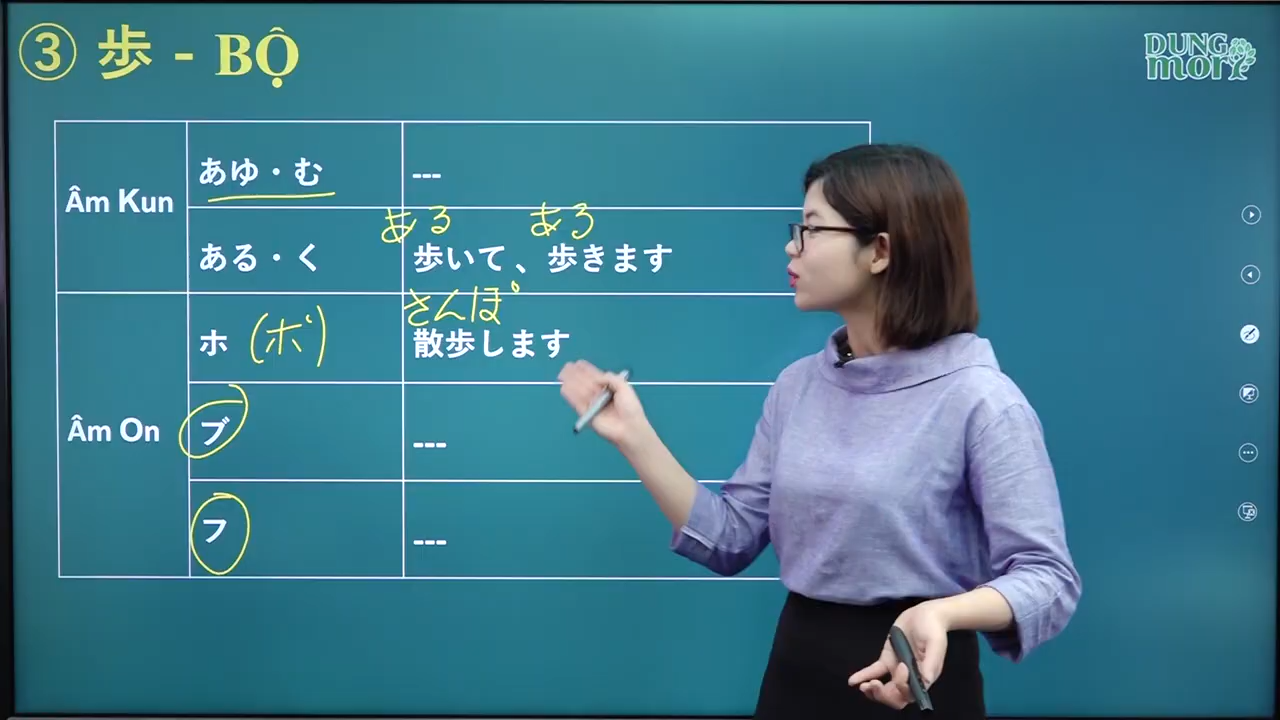 ③ 歩 - BỘ
DUNG
mori
Âm Kun
あゆ・む
---
ある ある
ある・く
歩いて、歩きます
さんぽ
ホ (ボ)
散歩します
Âm On
ブ
---
フ
---